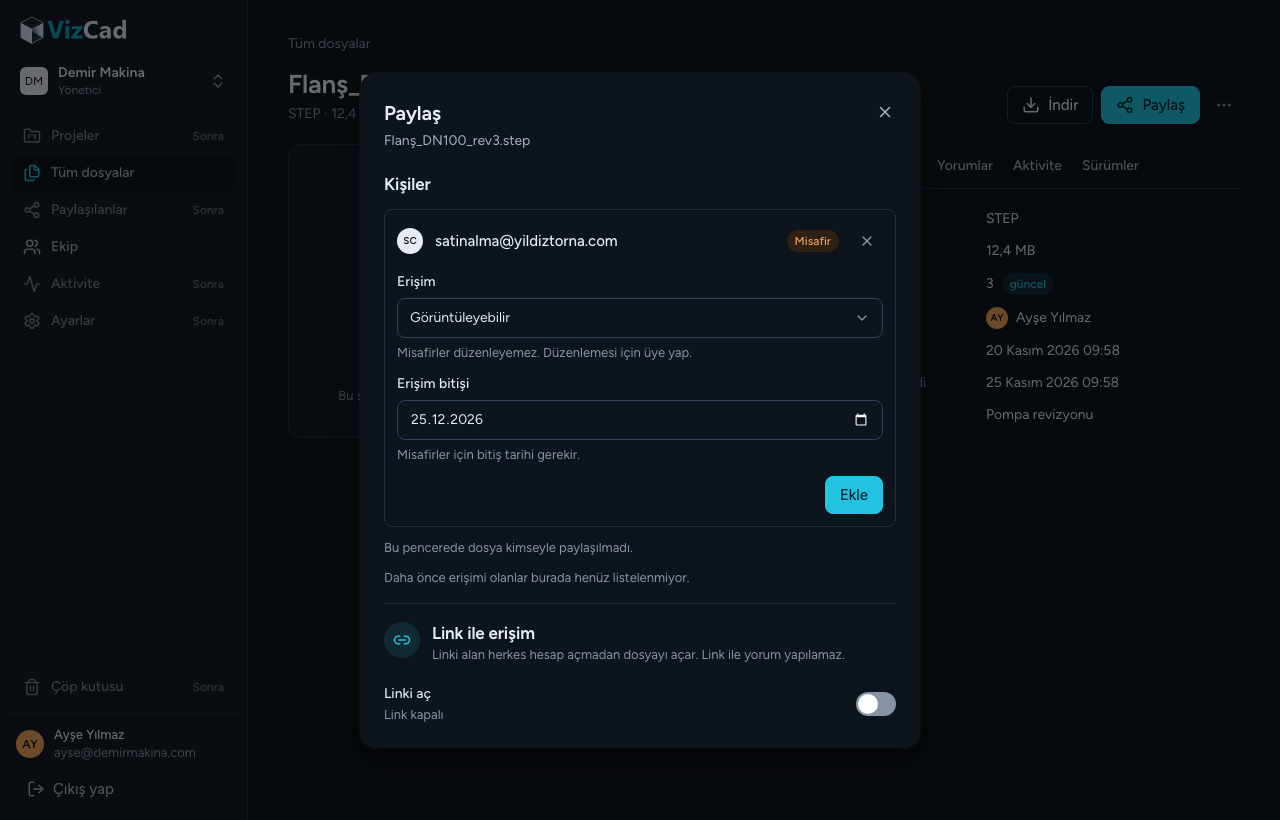 VizCad
DM
Demir Makina
Yönetici
Projeler
Sonra
Tüm dosyalar
Paylaşılanlar
Sonra
Ekip
Aktivite
Sonra
Ayarlar
Sonra
Çöp kutusu
Sonra
AY
Ayşe Yılmaz
ayse@demirmakina.com
Çıkış yap
Tüm dosyalar
Flanş_
STEP · 12,4
İndir
Paylaş
Yorumlar
Aktivite
Sürümler
Bu
STEP
12,4 MB
3
güncel
AY
Ayşe Yılmaz
20 Kasım 2026 09:58
25 Kasım 2026 09:58
Pompa revizyonu
Paylaş
Flanş_DN100_rev3.step
Kişiler
SC
satinalma@yildiztorna.com
Misafir
Erişim
Görüntüleyebilir
Misafirler düzenleyemez. Düzenlemesi için üye yap.
Erişim bitişi
25.12.2026
Misafirler için bitiş tarihi gerekir.
Ekle
Bu pencerede dosya kimseyle paylaşılmadı.
Daha önce erişimi olanlar burada henüz listelenmiyor.
Link ile erişim
Linki alan herkes hesap açmadan dosyayı açar. Link ile yorum yapılamaz.
Linki aç
Link kapalı